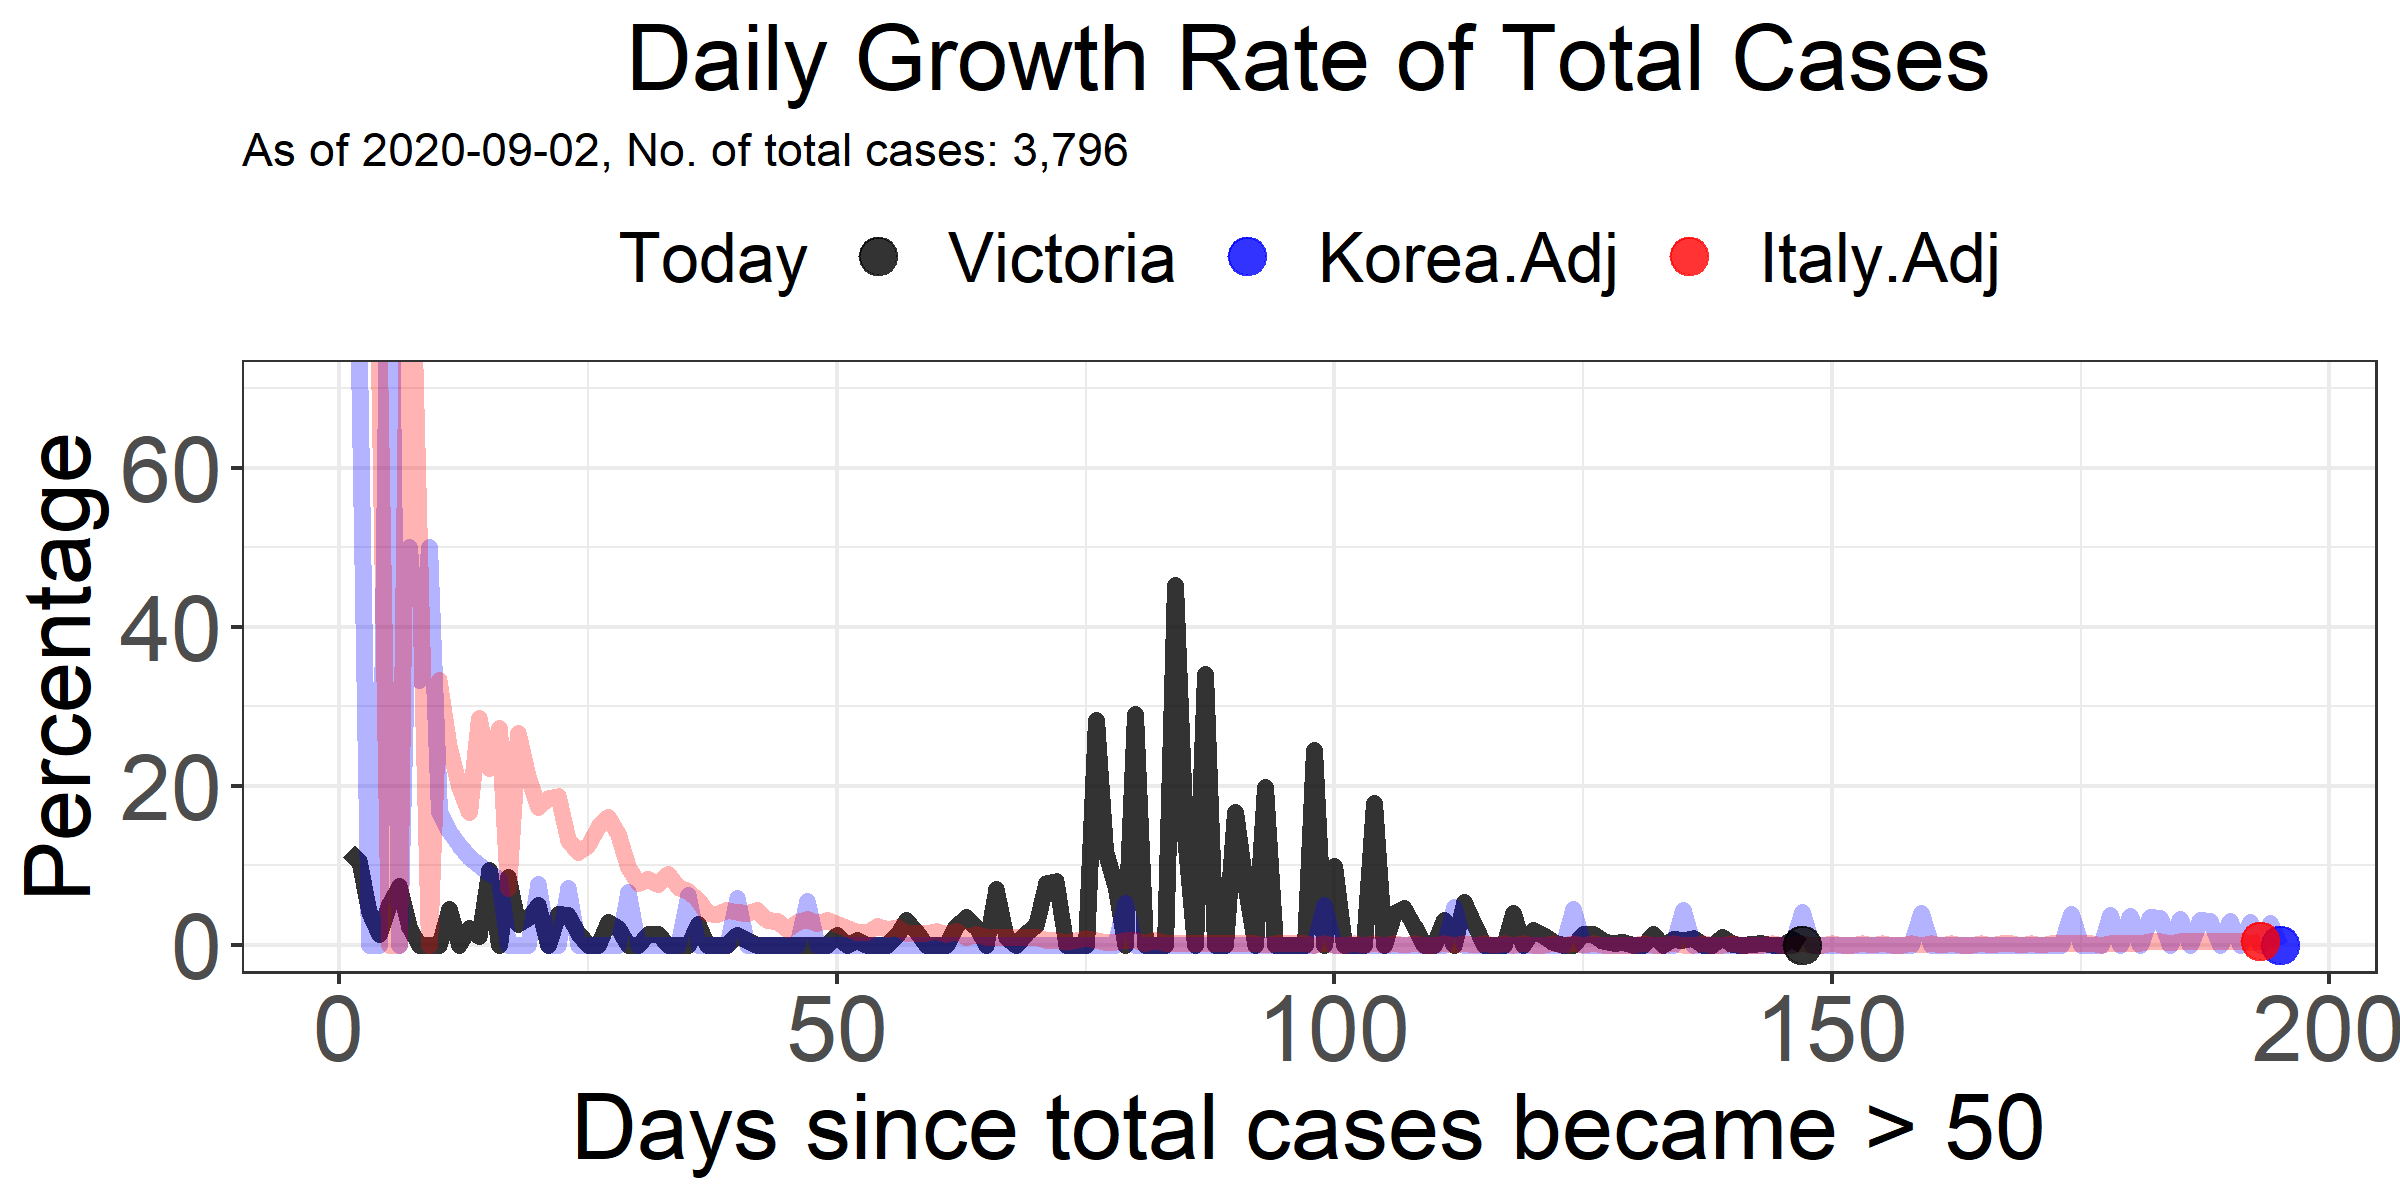 Daily Growth Rate of Total Cases
As of 2020-09-02, No. of total cases: 3,796
Today Victoria Korea.Adj Italy.Adj
Percentage
60
40
20
0
0 50 100 150 200
Days since total cases became > 50